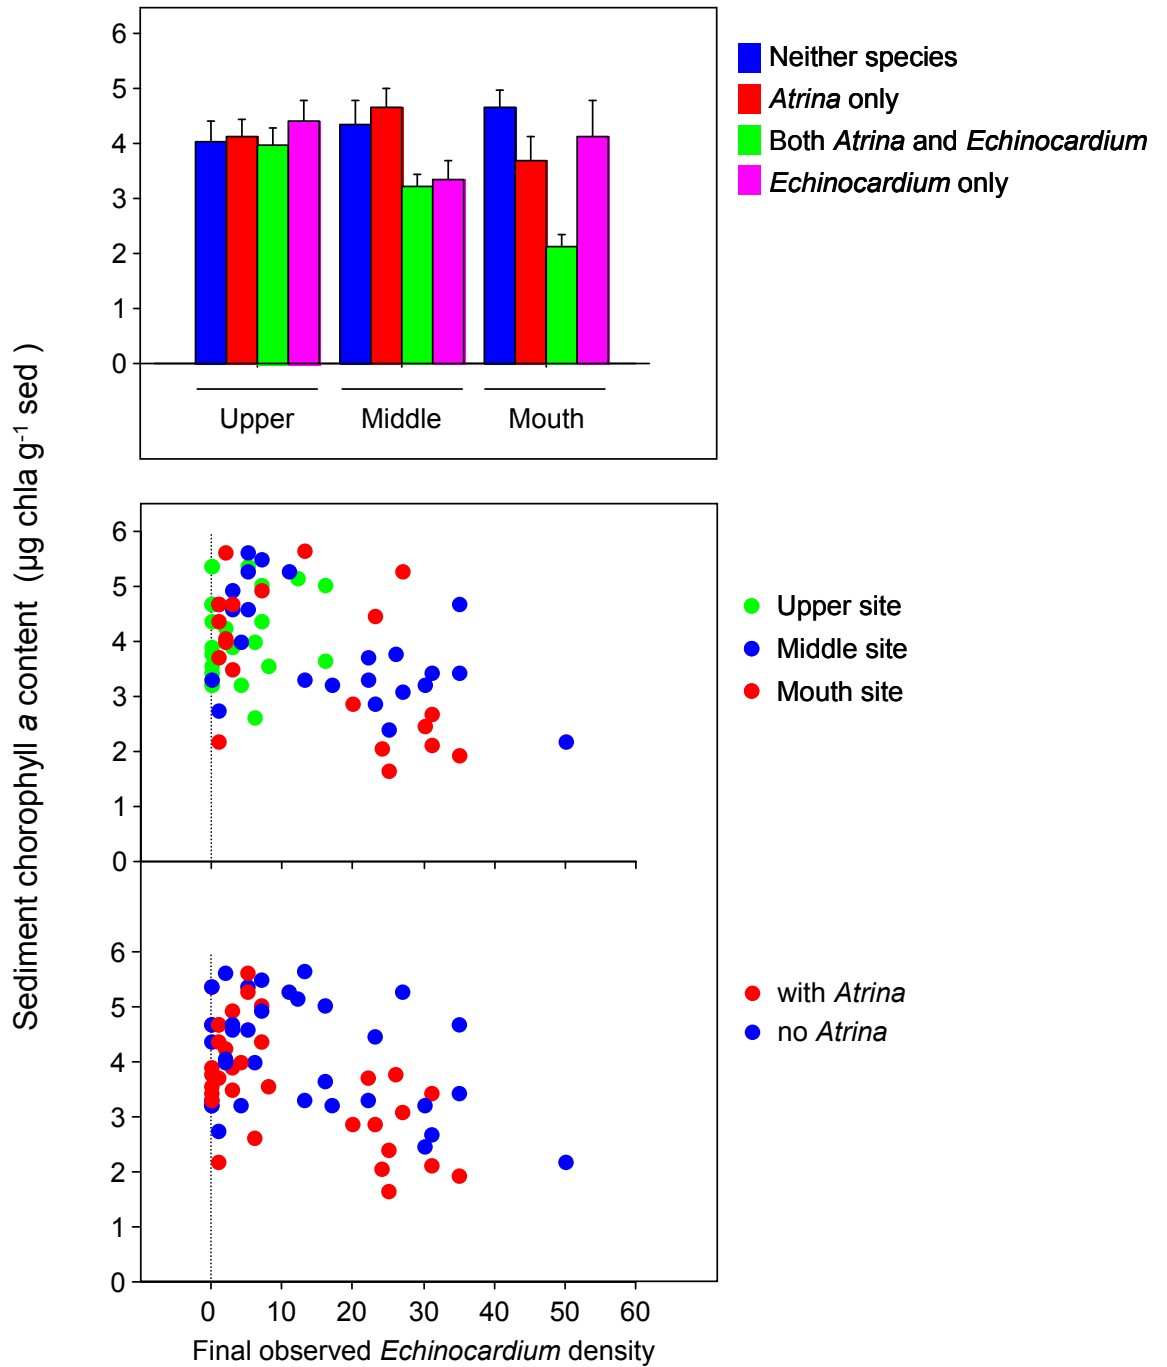 Sediment chorophyll a content (µg chla g⁻¹ sed )
6
5
4
3
2
1
0
Upper Middle Mouth
Neither species
Atrina only
Both Atrina and Echinocardium
Echinocardium only
6
5
4
3
2
1
0
Upper site
Middle site
Mouth site
6
5
4
3
2
1
0
with Atrina
no Atrina
0 10 20 30 40 50 60
Final observed Echinocardium density